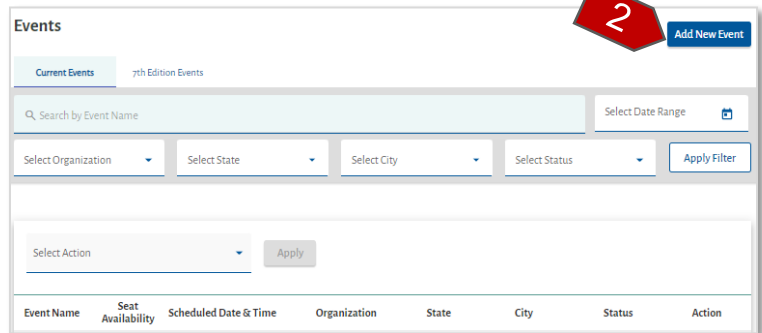 Events
2
Add New Event
Current Events
7th Edition Events
Search by Event Name
Select Date Range
Select Organization
Select State
Select City
Select Status
Apply Filter
Select Action
Apply
Event Name
Seat Availability
Scheduled Date & Time
Organization
State
City
Status
Action